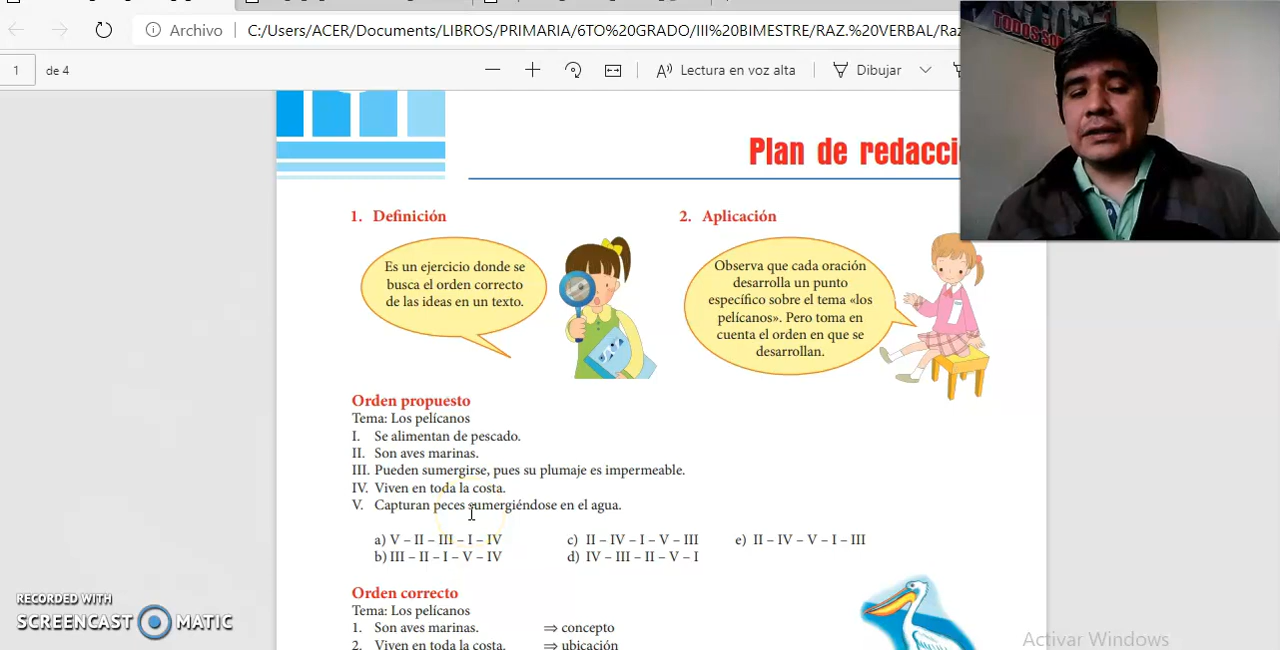 Archivo
C:/Users/ACER/Documents/LIBROS/PRIMARIA/6TO%20GRADO/III%20BIMESTRE/RAZ.%20VERBAL/Raz
1 de 4
Lectura en voz alta
Dibujar
TODOS
Plan de redacci
1. Definición
2. Aplicación
Es un ejercicio donde se
busca el orden correcto
de las ideas en un texto.
Observa que cada oración
desarrolla un punto
específico sobre el tema «los
pelícanos». Pero toma en
cuenta el orden en que se
desarrollan.
Orden propuesto
Tema: Los pelícanos
I. Se alimentan de pescado.
II. Son aves marinas.
III. Pueden sumergirse, pues su plumaje es impermeable.
IV. Viven en toda la costa.
V. Capturan peces sumergiéndose en el agua.
a) V – II – III – I – IV c) II – IV – I – V – III e) II – IV – V – I – III
b) III – II – I – V – IV d) IV – III – II – V – I
Orden correcto
Tema: Los pelícanos
1. Son aves marinas. ⇒ concepto
2. Viven en toda la costa. ⇒ ubicación
RECORDED WITH
SCREENCAST MATIC
Activar Windows